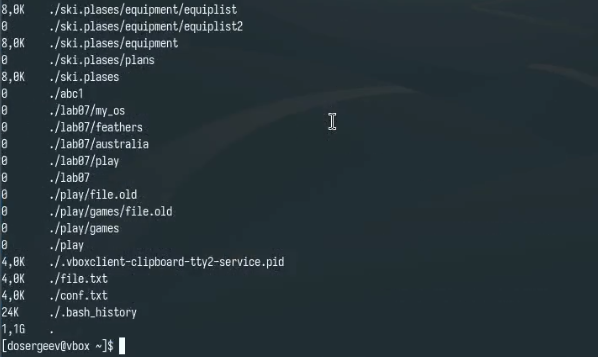 8,0K ./ski.plases/equipment/equiplist
0 ./ski.plases/equipment/equiplist2
8,0K ./ski.plases/equipment
0 ./ski.plases/plans
8,0K ./ski.plases
0 ./abc1
0 ./lab07/my_os
0 ./lab07/feathers
0 ./lab07/australia
0 ./lab07/play
0 ./lab07
0 ./play/file.old
0 ./play/games/file.old
0 ./play/games
0 ./play
4,0K ./.vboxclient-clipboard-tty2-service.pid
4,0K ./file.txt
4,0K ./conf.txt
24K ./.bash_history
1,1G .
[dosergeev@vbox ~]$